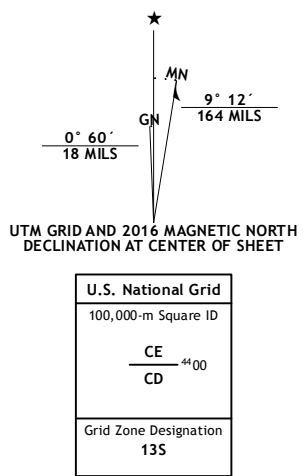 MN
GN
9° 12´
164 MILS
0° 60´
18 MILS
UTM GRID AND 2016 MAGNETIC NORTH
DECLINATION AT CENTER OF SHEET
U.S. National Grid
100,000-m Square ID
CE
4400
CD
Grid Zone Designation
13S